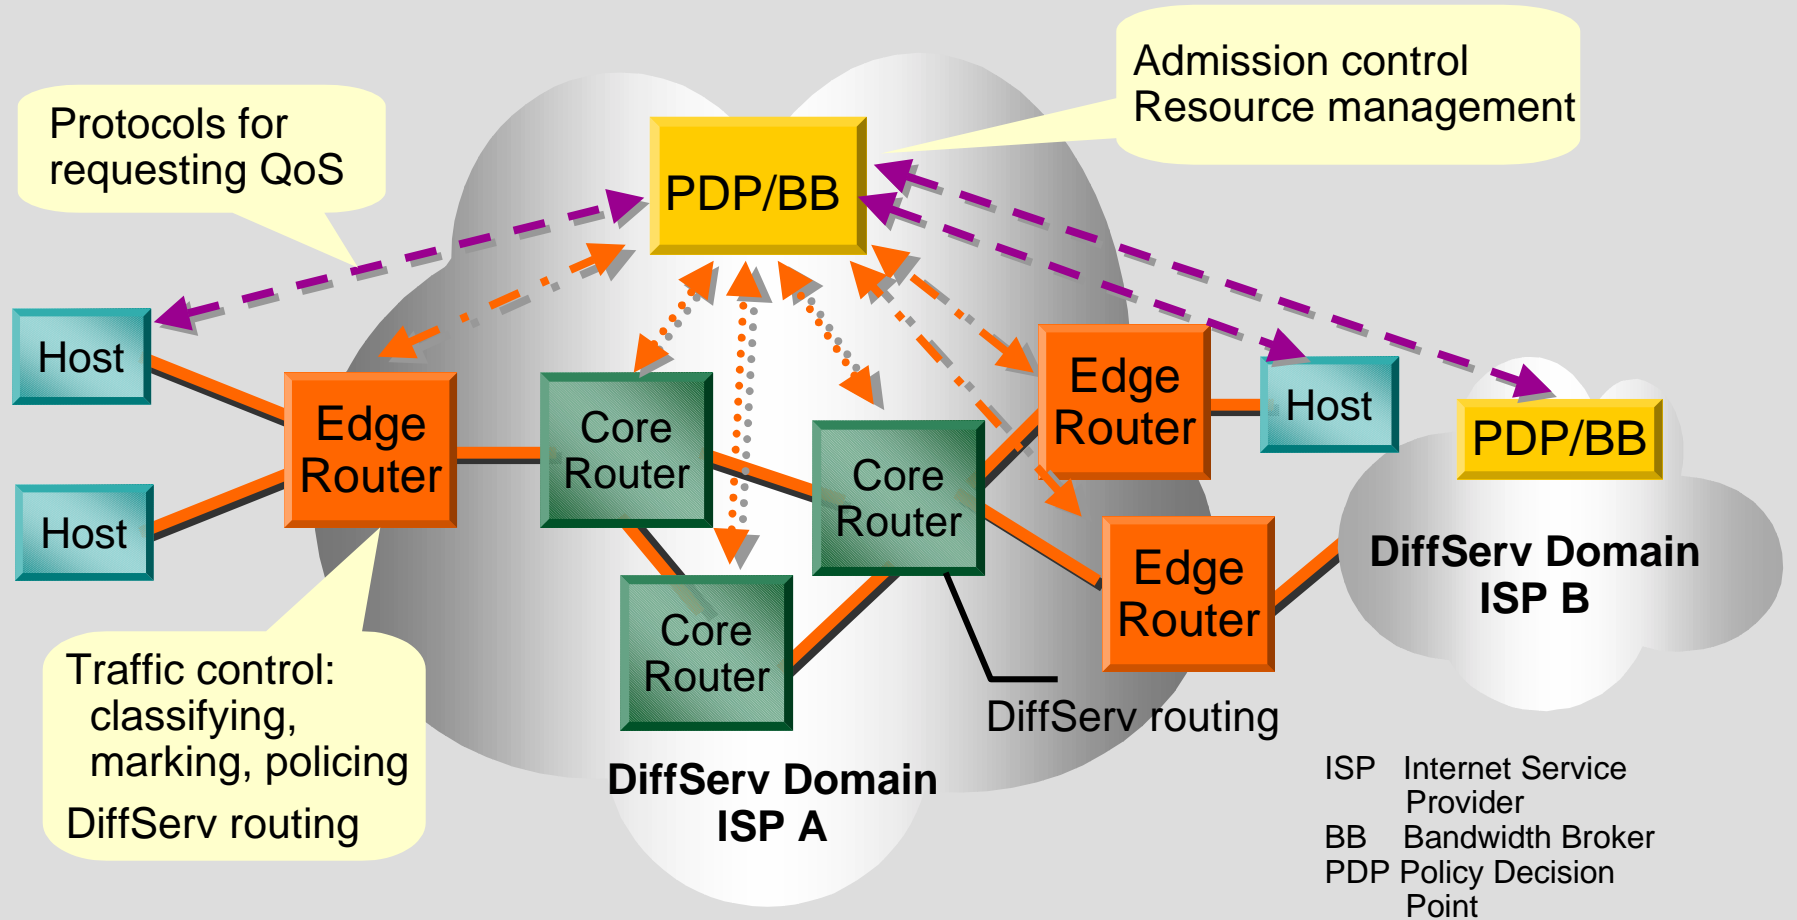 Admission control
Resource management
Protocols for
requesting QoS
PDP/BB
Host
Host
Edge
Router
Core
Router
Core
Router
Core
Router
Edge
Router
Edge
Router
Host
PDP/BB
DiffServ Domain
ISP B
Traffic control:
classifying,
marking, policing
DiffServ routing
DiffServ routing
DiffServ Domain
ISP A
ISP Internet Service
Provider
BB Bandwidth Broker
PDP Policy Decision
Point